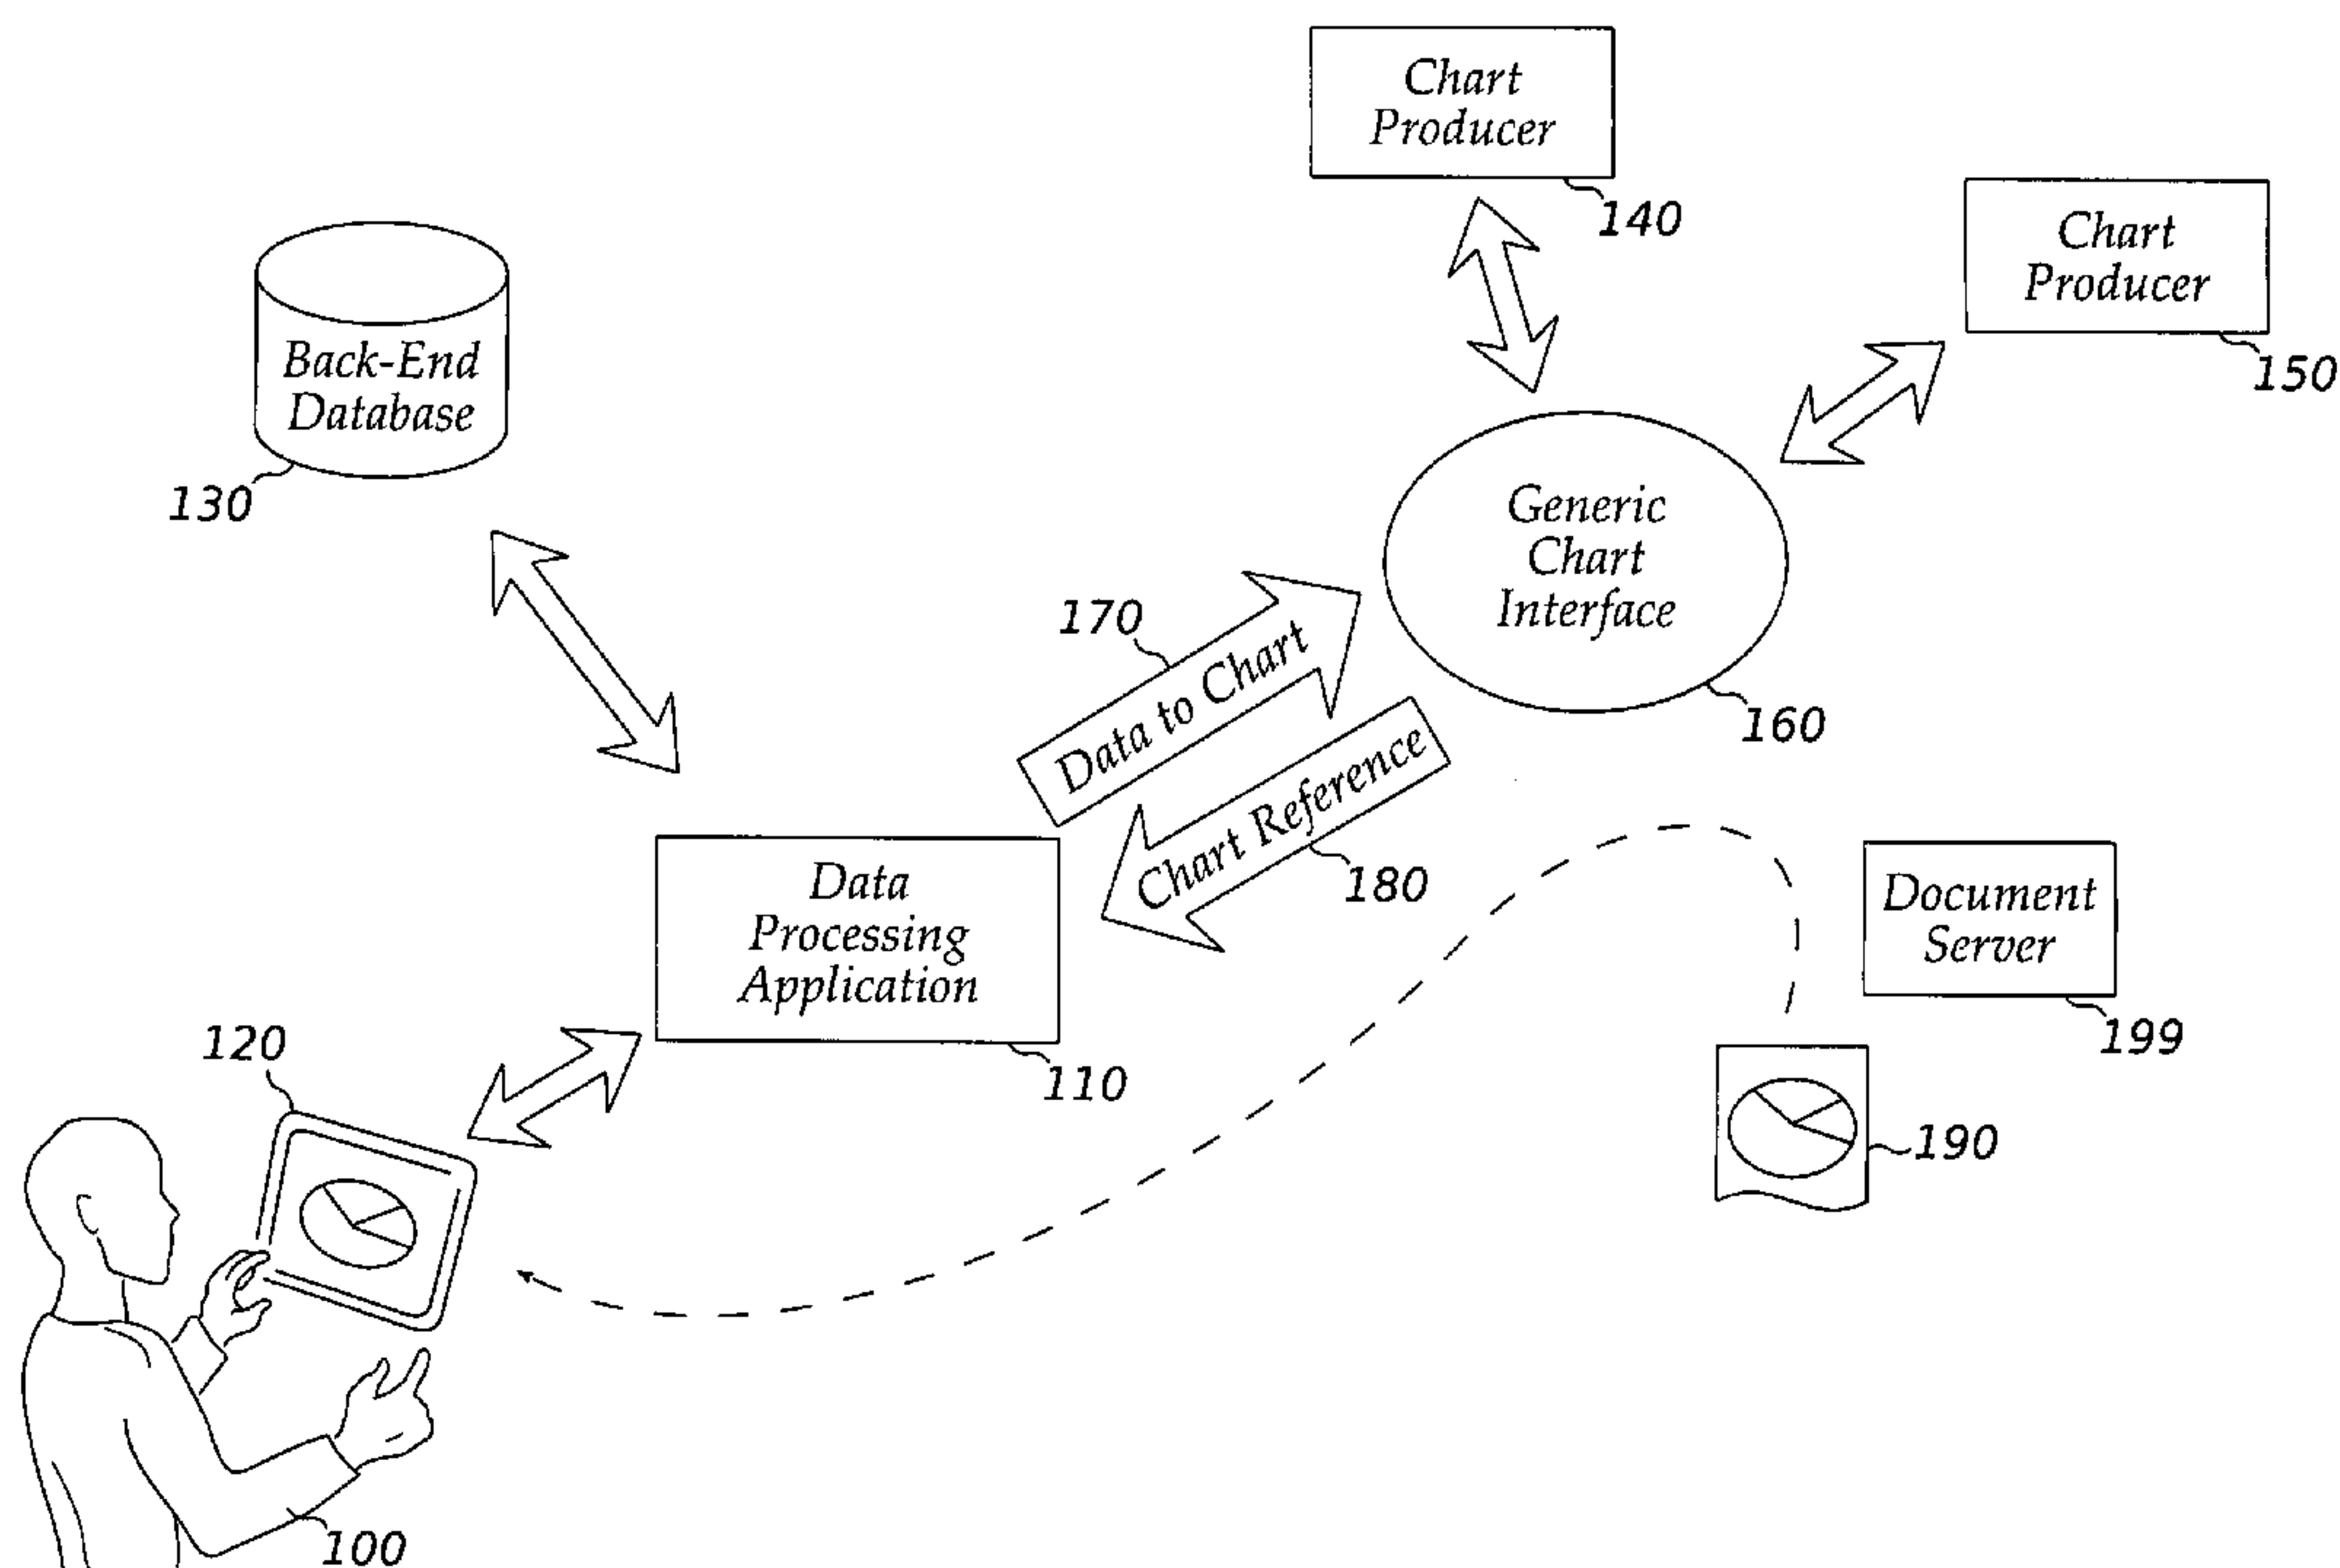 Chart
Producer
140
Chart
Producer
150
Back-End
Database
130
Generic
Chart
Interface
160
170
Data to Chart
Chart Reference
180
Data
Processing
Application
110
Document
Server
199
120
190
100